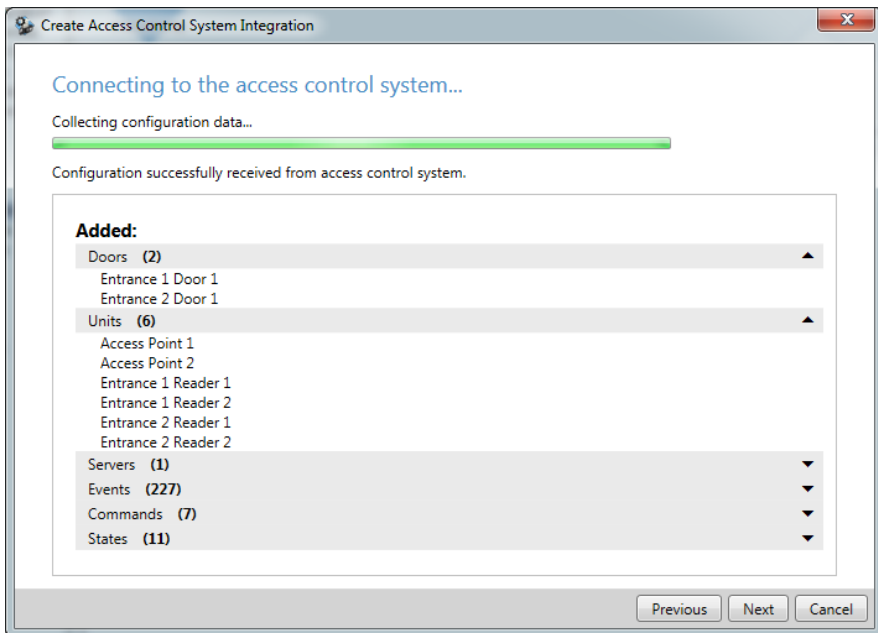 Create Access Control System Integration
Connecting to the access control system...
Collecting configuration data...
Configuration successfully received from access control system.
Added:
Doors (2)
Entrance 1 Door 1
Entrance 2 Door 1
Units (6)
Access Point 1
Access Point 2
Entrance 1 Reader 1
Entrance 1 Reader 2
Entrance 2 Reader 1
Entrance 2 Reader 2
Servers (1)
Events (227)
Commands (7)
States (11)
Previous Next Cancel